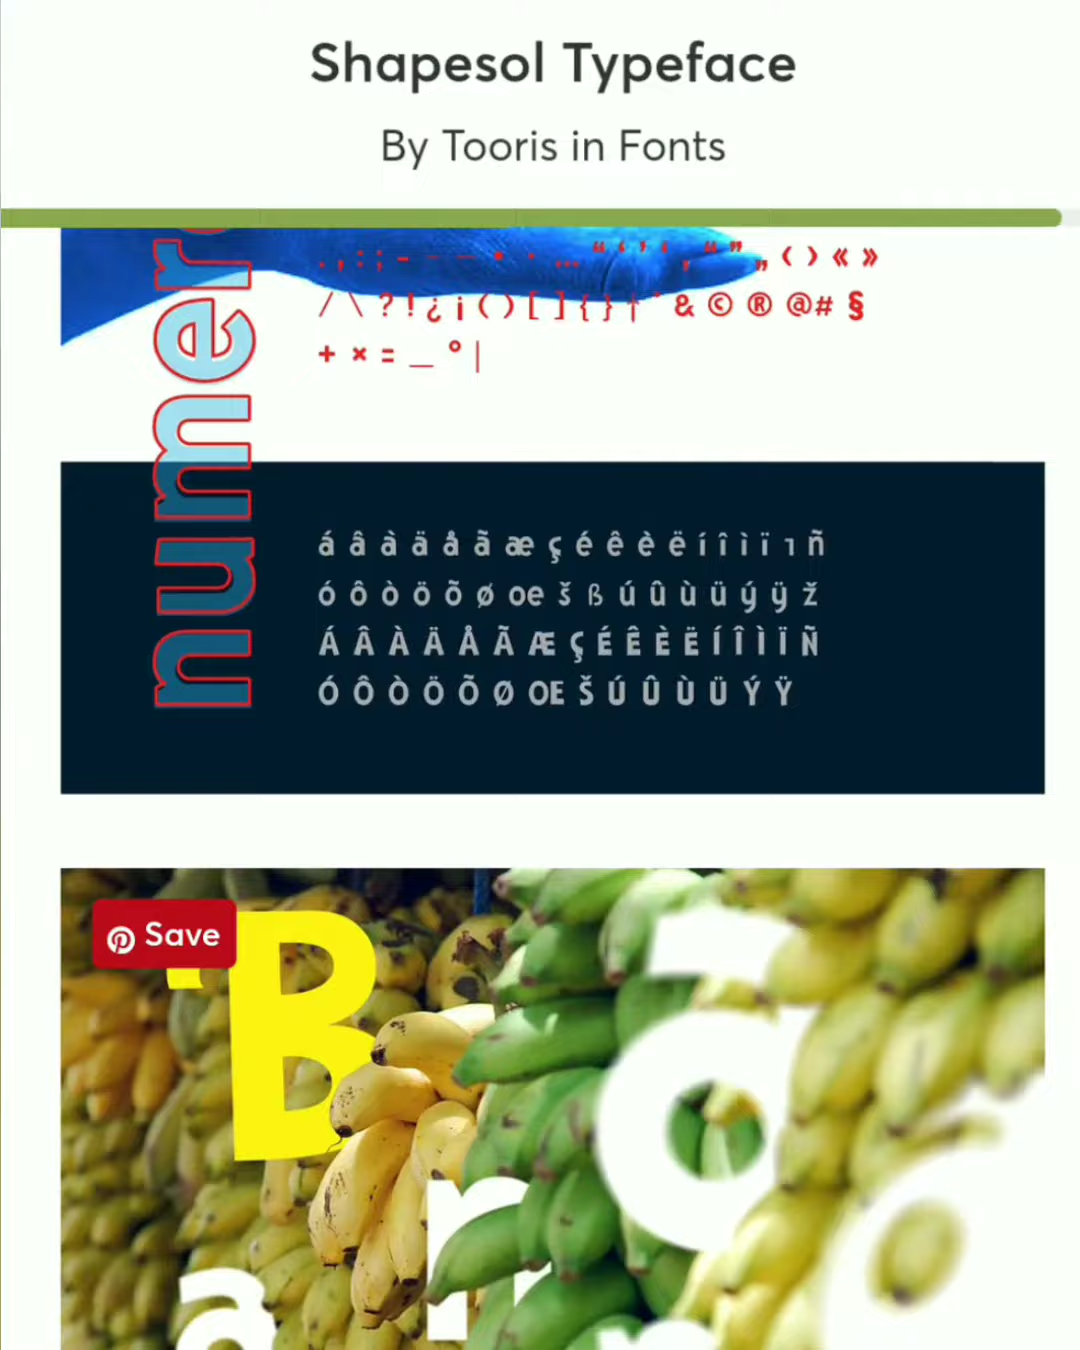 Shapesol Typeface
By Tooris in Fonts
. , : ; - – — • · … “ ‘ ’ ‘ , “ ” „ ‹ › « »
/ \ ? ! ¿ ¡ ( ) [ ] { } † * & © ® @ # §
+ × = _ ° |
numer
á â à ä å ã æ ç é ê è ë í î ì ï ı ñ
ó ô ò ö õ ø oe š ß ú û ù ü ý ÿ ž
Á Â À Ä Å Ã Æ Ç É Ê È Ë Í Î Ì Ï Ñ
Ó Ô Ò Ö Õ Ø OE Š Ú Û Ù Ü Ý Ÿ
Save
B
a